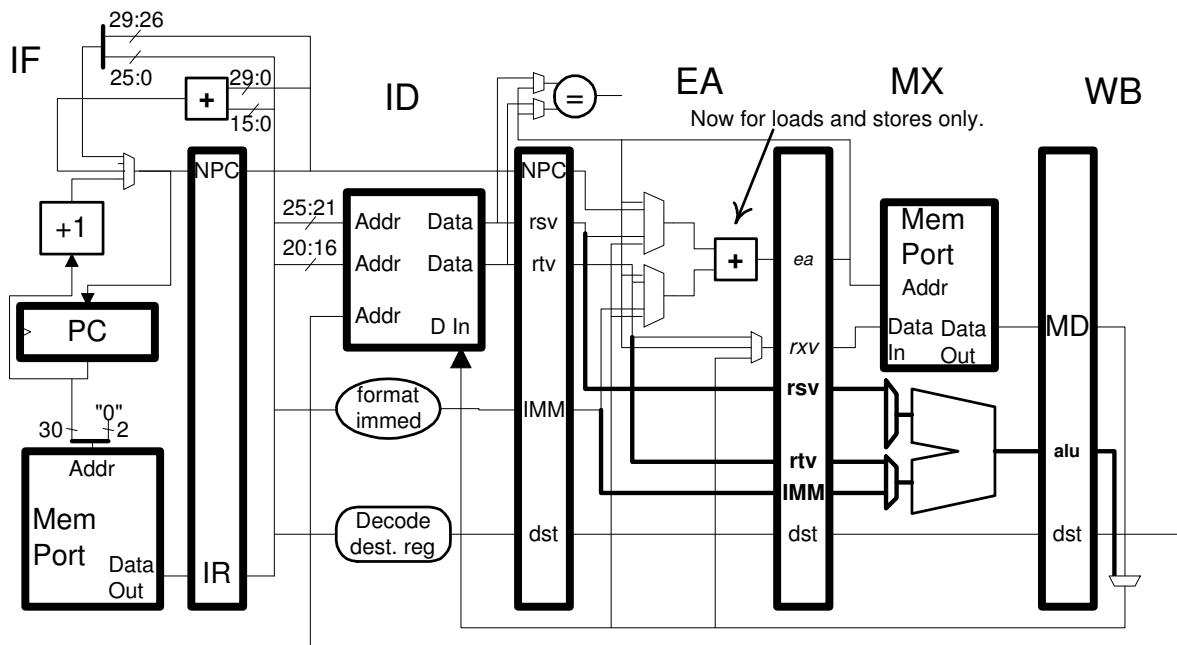 29:26
IF
25:0
29:0
+
15:0
ID
=
EA
MX
WB
Now for loads and stores only.
NPC
NPC
+1
25:21
20:16
Addr
Data
Addr
Data
Addr
D In
rsv
rtv
+
ea
Mem
Port
Addr
Data
In
Data
Out
MD
PC
rxv
format
immed
IMM
rsv
30
"0"
2
Addr
Mem
Port
Data
Out
IR
rtv
IMM
alu
Decode
dest. reg
dst
dst
dst